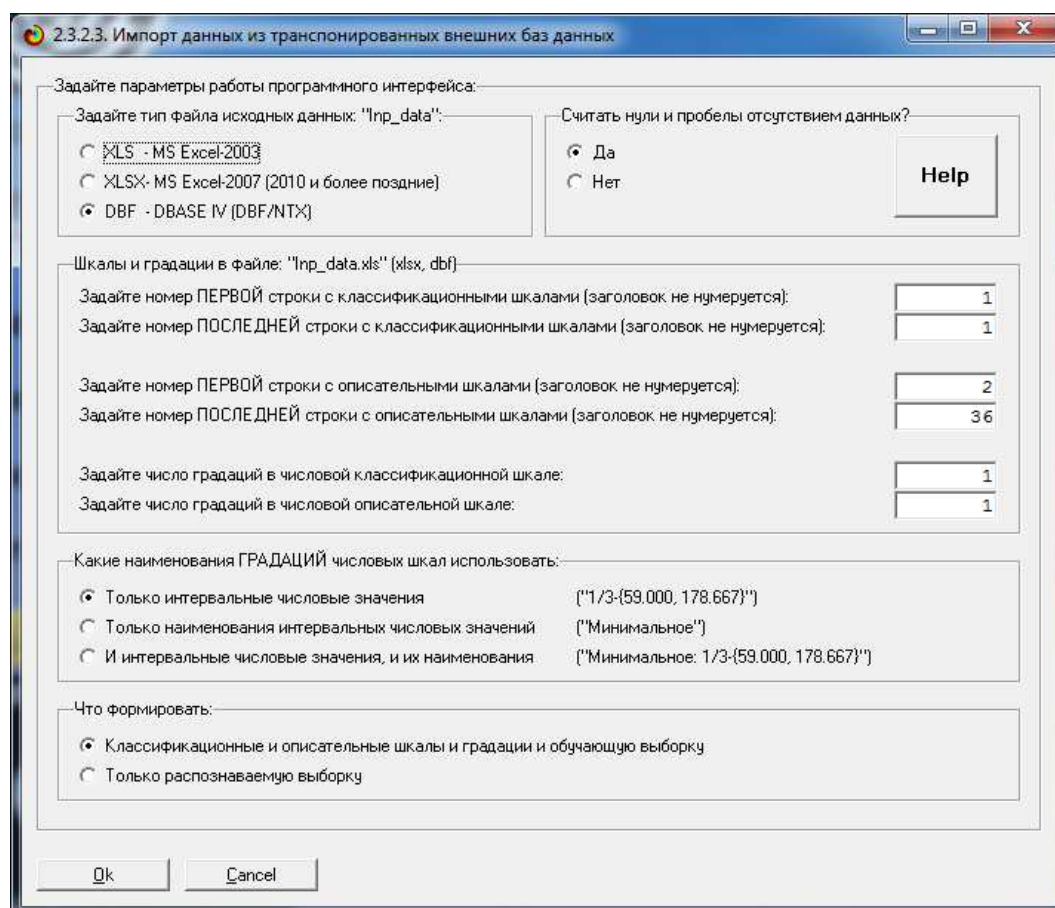 2.3.2.3. Импорт данных из транспонированных внешних баз данных
Задайте параметры работы программного интерфейса:
Задайте тип файла исходных данных: "Inp_data":
XLS - MS Excel-2003
XLSX- MS Excel-2007 (2010 и более поздние)
DBF - DBASE IV (DBF/NTX)
Считать нули и пробелы отсутствием данных?
Да
Нет
Help
Шкалы и градации в файле: "Inp_data.xls" (xlsx, dbf)
Задайте номер ПЕРВОЙ строки с классификационными шкалами (заголовок не нумеруется): 1
Задайте номер ПОСЛЕДНЕЙ строки с классификационными шкалами (заголовок не нумеруется): 1
Задайте номер ПЕРВОЙ строки с описательными шкалами (заголовок не нумеруется): 2
Задайте номер ПОСЛЕДНЕЙ строки с описательными шкалами (заголовок не нумеруется): 36
Задайте число градаций в числовой классификационной шкале: 1
Задайте число градаций в числовой описательной шкале: 1
Какие наименования ГРАДАЦИЙ числовых шкал использовать:
Только интервальные числовые значения ("1/3-{59.000, 178.667}")
Только наименования интервальных числовых значений ("Минимальное")
И интервальные числовые значения, и их наименования ("Минимальное: 1/3-{59.000, 178.667}")
Что формировать:
Классификационные и описательные шкалы и градации и обучающую выборку
Только распознаваемую выборку
Ok Cancel